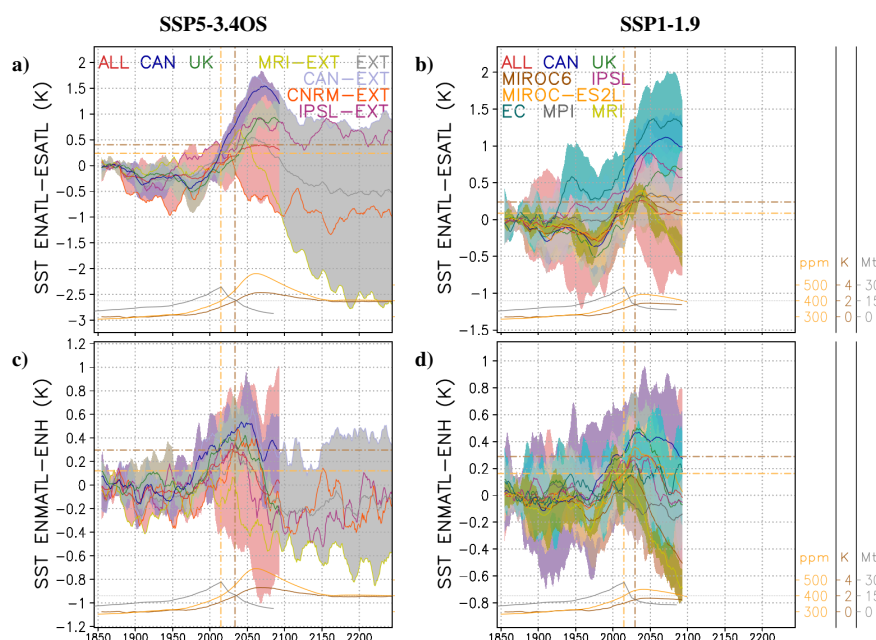 SSP5-3.4OS
SSP1-1.9
a)
ALL CAN UK MRI-EXT EXT
CAN-EXT
CNRM-EXT
IPSL-EXT
SST ENATL-ESATL (K)
2
1.5
1
0.5
0
-0.5
-1
-1.5
-2
-2.5
-3
b)
ALL CAN UK
MIROC6 IPSL
MIROC-ES2L
EC MPI MRI
SST ENATL-ESATL (K)
2
1.5
1
0.5
0
-0.5
-1
-1.5
ppm K Mt
500 4 30
400 2 15
300 0 0
c)
SST ENMATL-ENH (K)
1.2
1
0.8
0.6
0.4
0.2
0
-0.2
-0.4
-0.6
-0.8
-1
-1.2
1850 1900 1950 2000 2050 2100 2150 2200
d)
SST ENMATL-ENH (K)
1
0.8
0.6
0.4
0.2
0
-0.2
-0.4
-0.6
-0.8
1850 1900 1950 2000 2050 2100 2150 2200
ppm K Mt
500 4 30
400 2 15
300 0 0